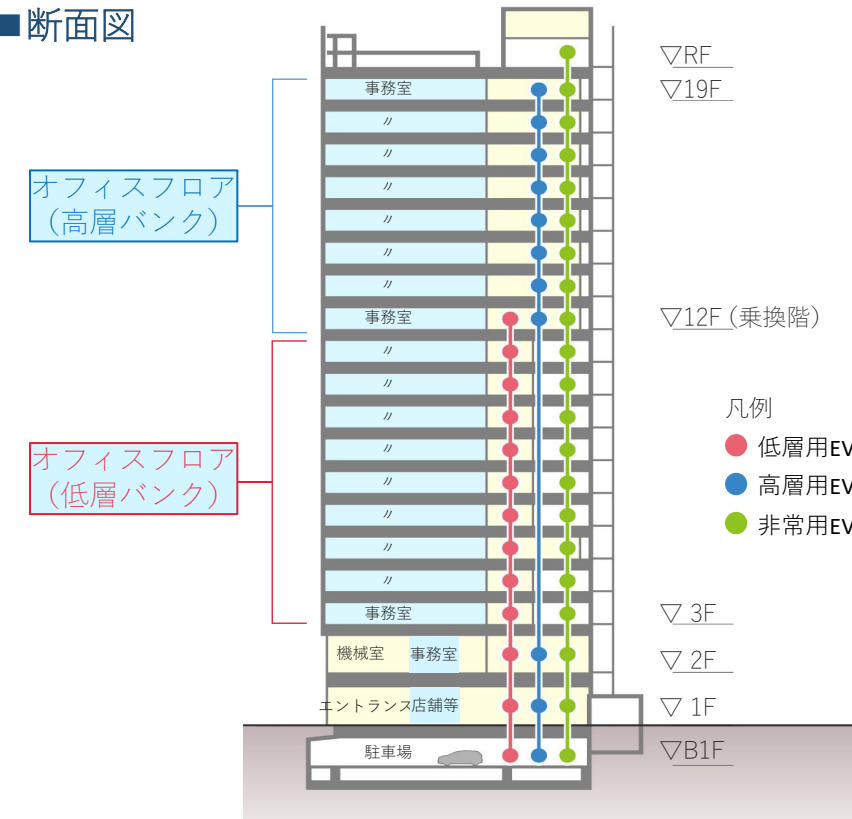 ■断面図
▽RF
事務室
▽19F
〃
〃
〃
〃
〃
〃
オフィスフロア
（高層バンク）
事務室
▽12F (乗換階)
〃
〃
〃
〃
〃
〃
〃
〃
オフィスフロア
（低層バンク）
凡例
低層用EV
高層用EV
非常用EV
事務室
▽ 3F
機械室
事務室
▽ 2F
エントランス
店舗等
▽ 1F
駐車場
▽B1F